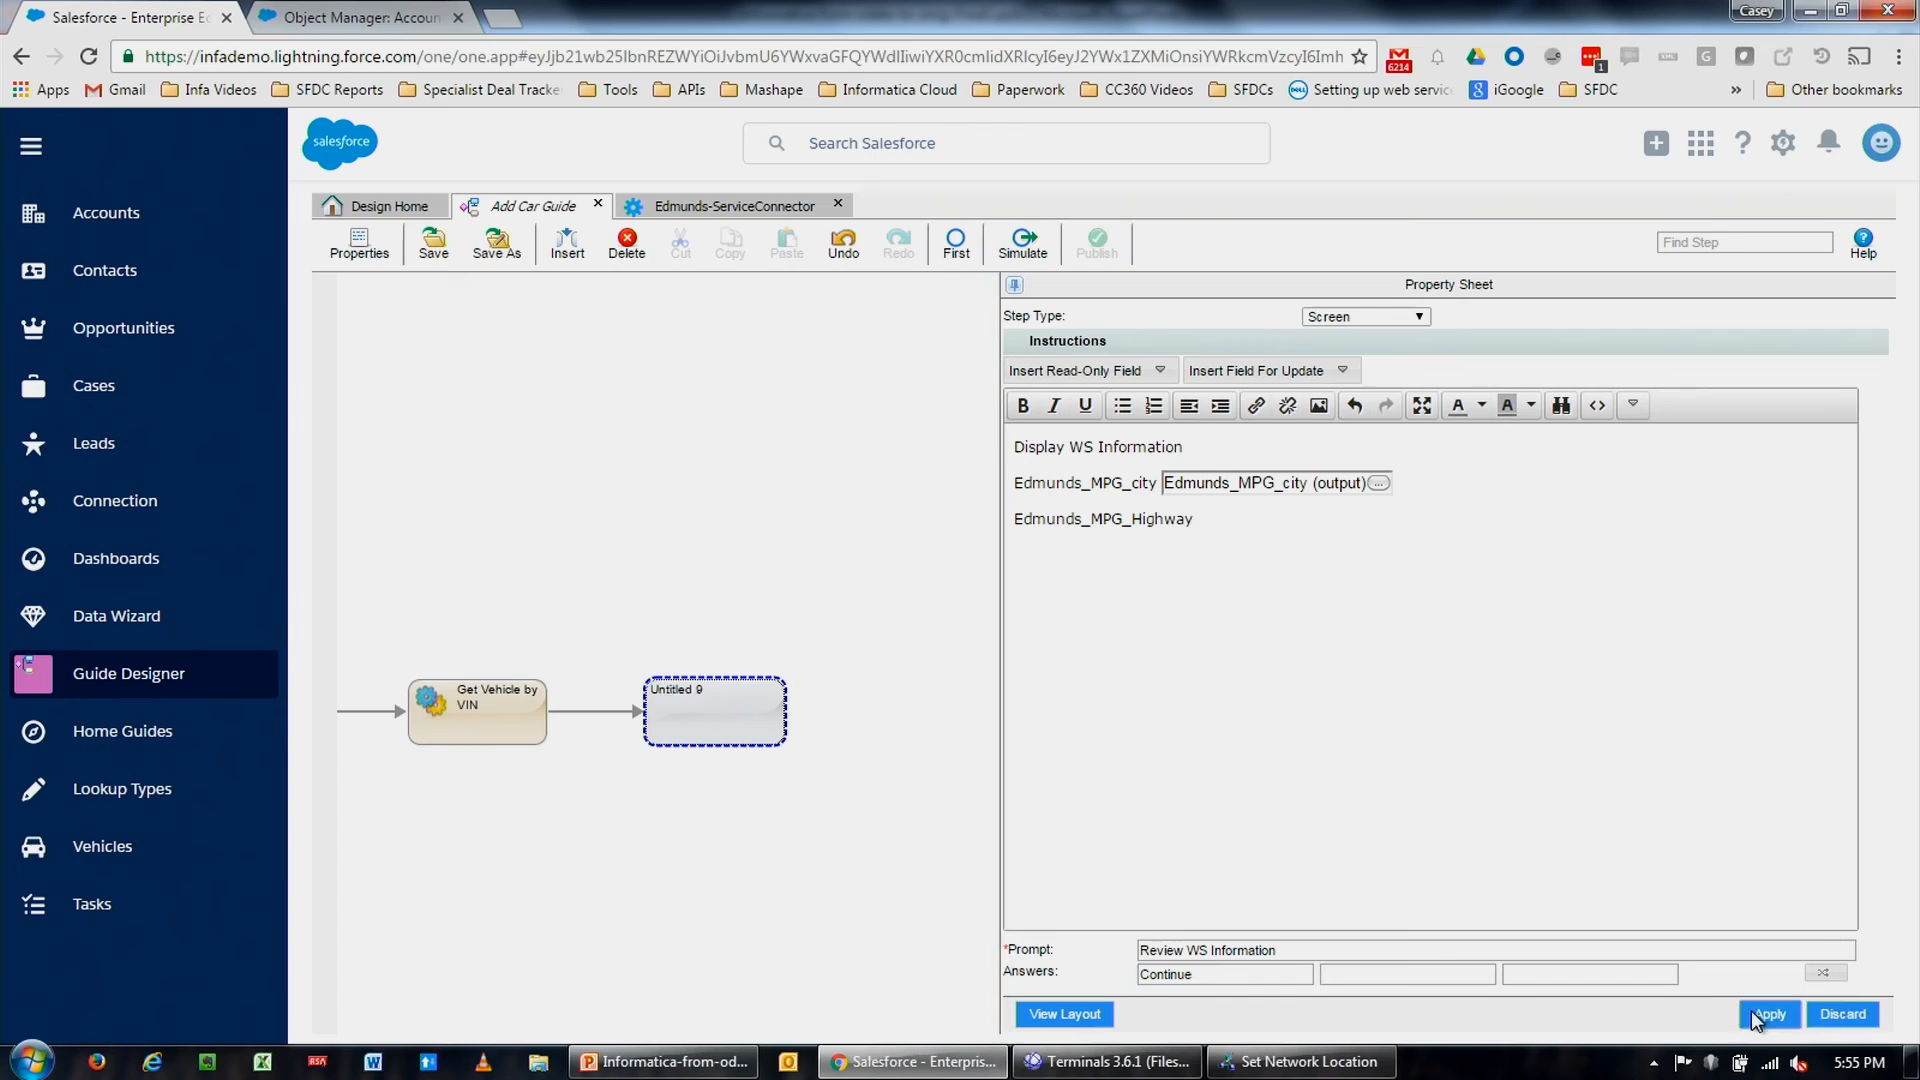 Salesforce - Enterprise Ec
Object Manager: Accoun
Casey
https://infademo.lightning.force.com/one/one.app#eyJjb21wb25lbnREZWYiOiJvbmU6YWxvaGFQYWdlIiwiYXR0cmlidXRlcyI6eyJ2YWx1ZXMiOnsiYWRkcmVzcyI6Imh
6214
1
Apps
Gmail
Infa Videos
SFDC Reports
Specialist Deal Tracke
Tools
APIs
Mashape
Informatica Cloud
Paperwork
CC360 Videos
SFDCs
Setting up web servic
iGoogle
SFDC
»
Other bookmarks
salesforce
Search Salesforce
Accounts
Contacts
Opportunities
Cases
Leads
Connection
Dashboards
Data Wizard
Guide Designer
Home Guides
Lookup Types
Vehicles
Tasks
Design Home
Add Car Guide
Edmunds-ServiceConnector
Properties
Save
Save As
Insert
Delete
Cut
Copy
Paste
Undo
Redo
First
Simulate
Publish
Find Step
Help
Get Vehicle by
VIN
Untitled 9
Property Sheet
Step Type:
Screen
Instructions
Insert Read-Only Field
Insert Field For Update
B I U
A
A
Display WS Information
Edmunds_MPG_city Edmunds_MPG_city (output)...
Edmunds_MPG_Highway
*Prompt:
Review WS Information
Answers:
Continue
View Layout
Apply
Discard
RSA
Informatica-from-od...
Salesforce - Enterpris...
Terminals 3.6.1 (Files...
Set Network Location
5:55 PM